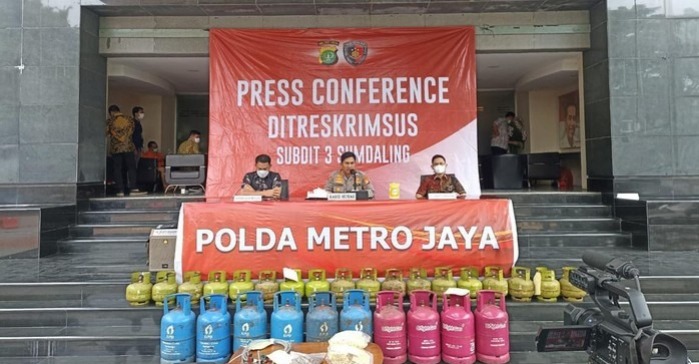 PRESS CONFERENCE
DITRESKRIMSUS
SUBDIT 3 SUMDALING
POLDA METRO JAYA